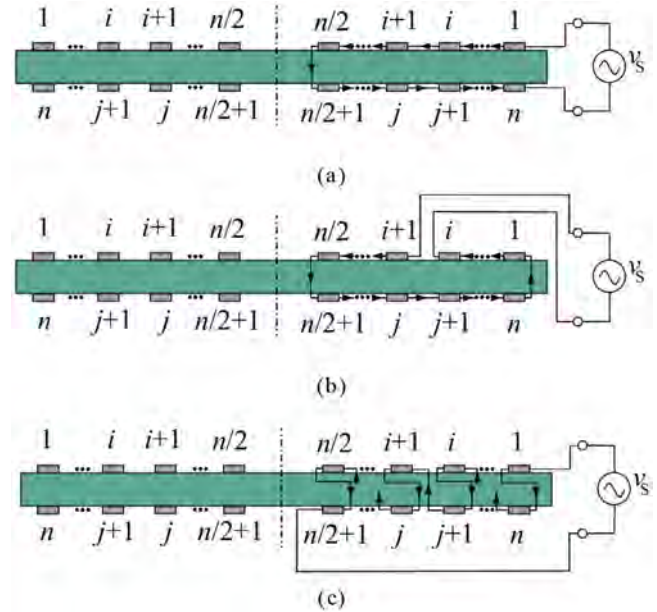 1 i i+1 n/2 n/2 i+1 i 1
n j+1 j n/2+1 n/2+1 j j+1 n
vS
(a)
1 i i+1 n/2 n/2 i+1 i 1
n j+1 j n/2+1 n/2+1 j j+1 n
vS
(b)
1 i i+1 n/2 n/2 i+1 i 1
n j+1 j n/2+1 n/2+1 j j+1 n
vS
(c)